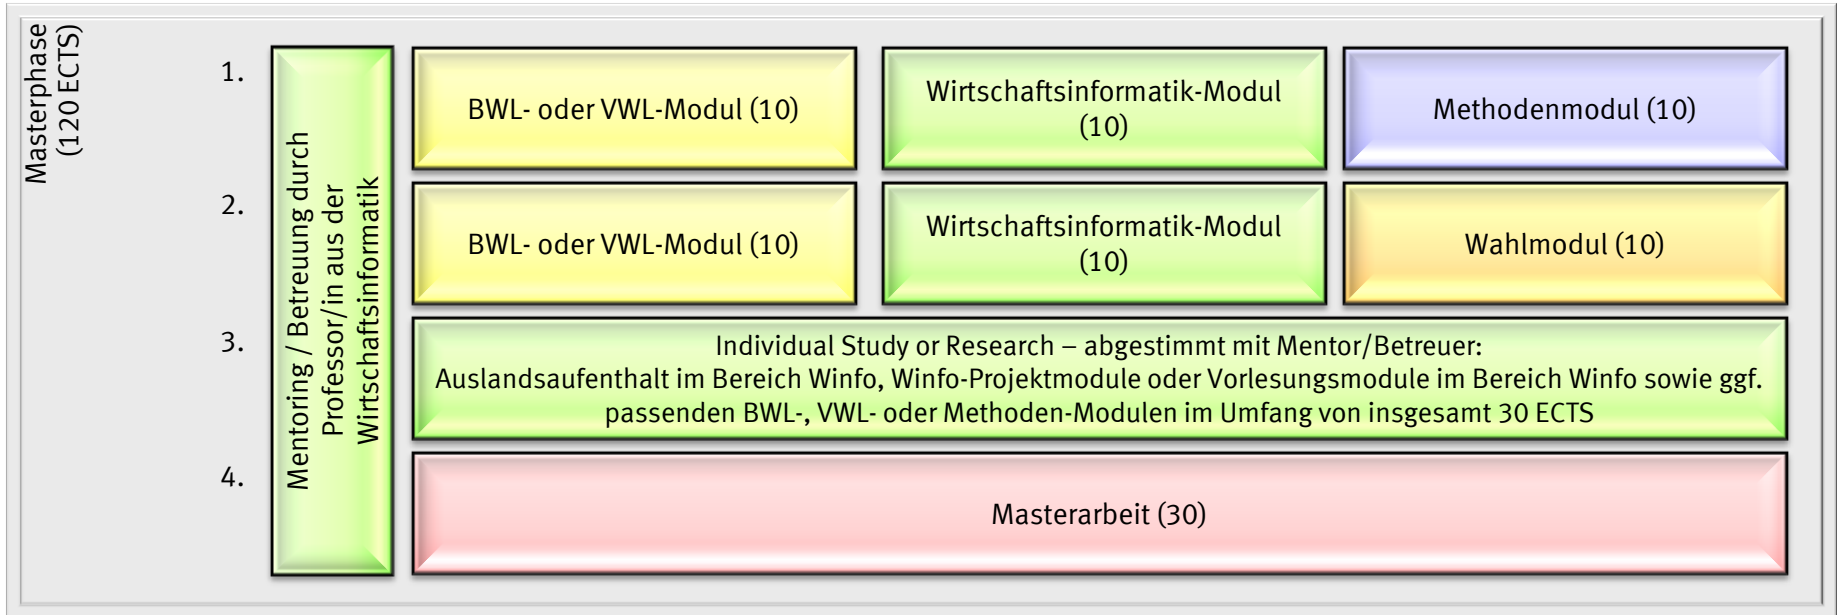 Masterphase
(120 ECTS)
Mentoring / Betreuung durch
Professor/in aus der
Wirtschaftsinformatik
1.
BWL- oder VWL-Modul (10)
Wirtschaftsinformatik-Modul
(10)
Methodenmodul (10)
2.
BWL- oder VWL-Modul (10)
Wirtschaftsinformatik-Modul
(10)
Wahlmodul (10)
3.
Individual Study or Research – abgestimmt mit Mentor/Betreuer:
Auslandsaufenthalt im Bereich Winfo, Winfo-Projektmodule oder Vorlesungsmodule im Bereich Winfo sowie ggf.
passenden BWL-, VWL- oder Methoden-Modulen im Umfang von insgesamt 30 ECTS
4.
Masterarbeit (30)